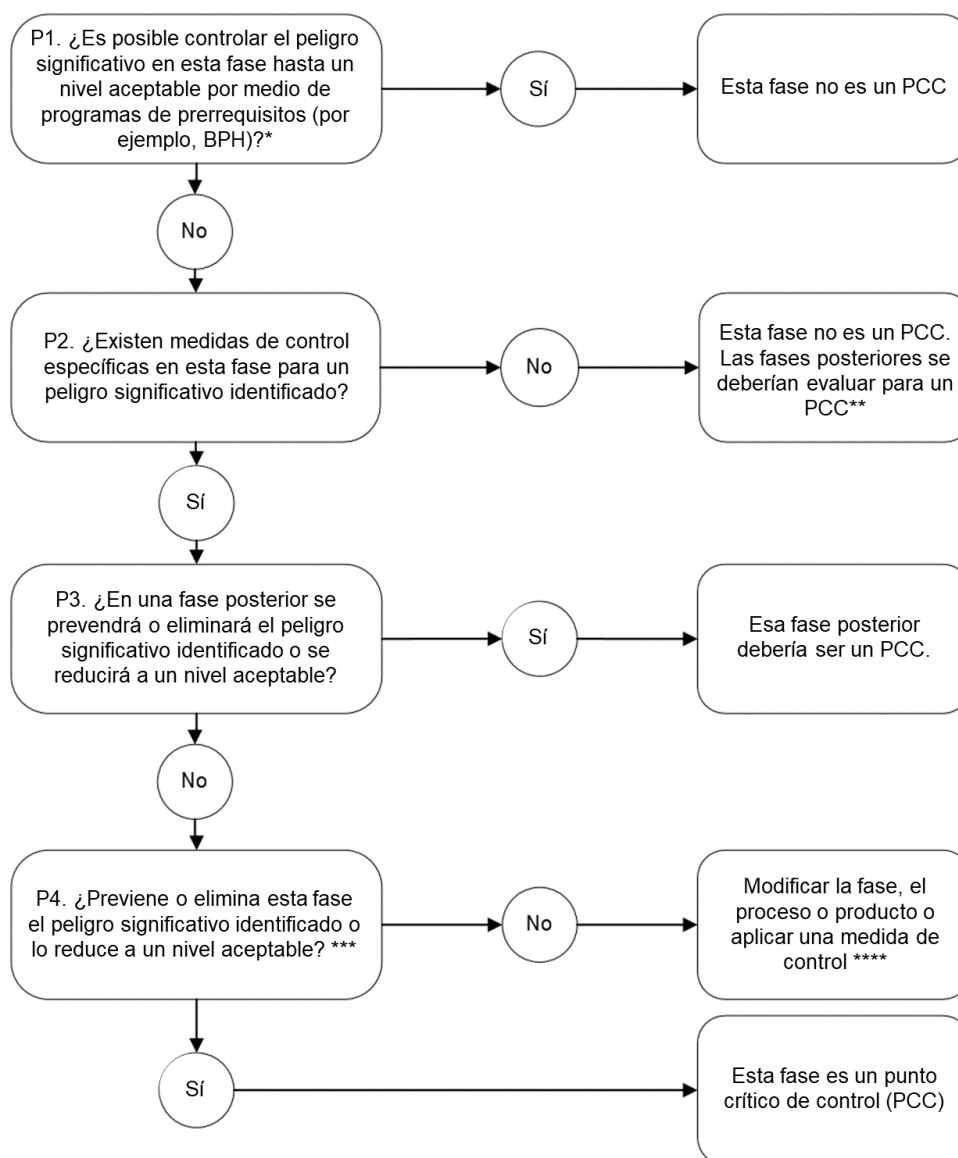 P1. ¿Es posible controlar el peligro
significativo en esta fase hasta un
nivel aceptable por medio de
programas de prerrequisitos (por
ejemplo, BPH)?*
Sí
Esta fase no es un PCC
No
P2. ¿Existen medidas de control
específicas en esta fase para un
peligro significativo identificado?
No
Esta fase no es un PCC.
Las fases posteriores se
deberían evaluar para un
PCC**
Sí
P3. ¿En una fase posterior se
prevendrá o eliminará el peligro
significativo identificado o se
reducirá a un nivel aceptable?
Sí
Esa fase posterior
debería ser un PCC.
No
P4. ¿Previene o elimina esta fase
el peligro significativo identificado o
lo reduce a un nivel aceptable? ***
No
Modificar la fase, el
proceso o producto o
aplicar una medida de
control ****
Sí
Esta fase es un punto
crítico de control (PCC)